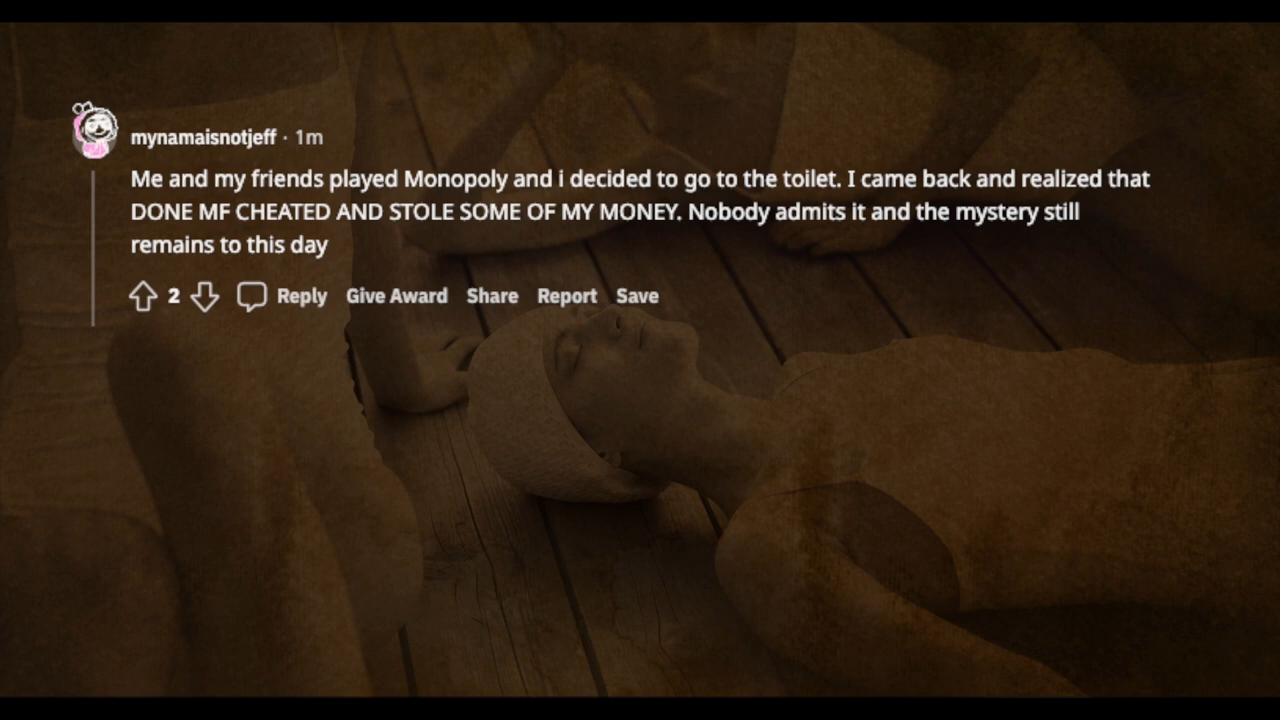 mynamaisnotjeff · 1m
Me and my friends played Monopoly and i decided to go to the toilet. I came back and realized that
DONE MF CHEATED AND STOLE SOME OF MY MONEY. Nobody admits it and the mystery still
remains to this day
2 Reply Give Award Share Report Save